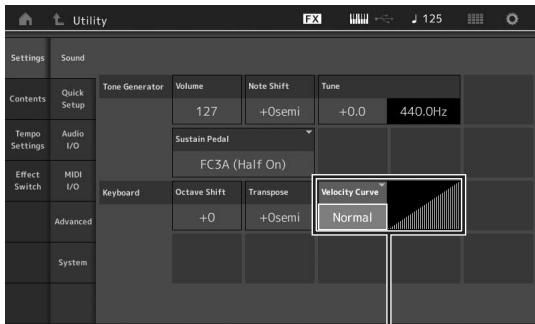 Utility FX 125
Settings Sound
Contents Quick Setup Tone Generator Volume Note Shift Tune
127 +0semi +0.0 440.0Hz
Tempo Settings Audio I/O Sustain Pedal
FC3A (Half On)
Effect Switch MIDI I/O Keyboard Octave Shift Transpose Velocity Curve
+0 +0semi Normal
Advanced
System